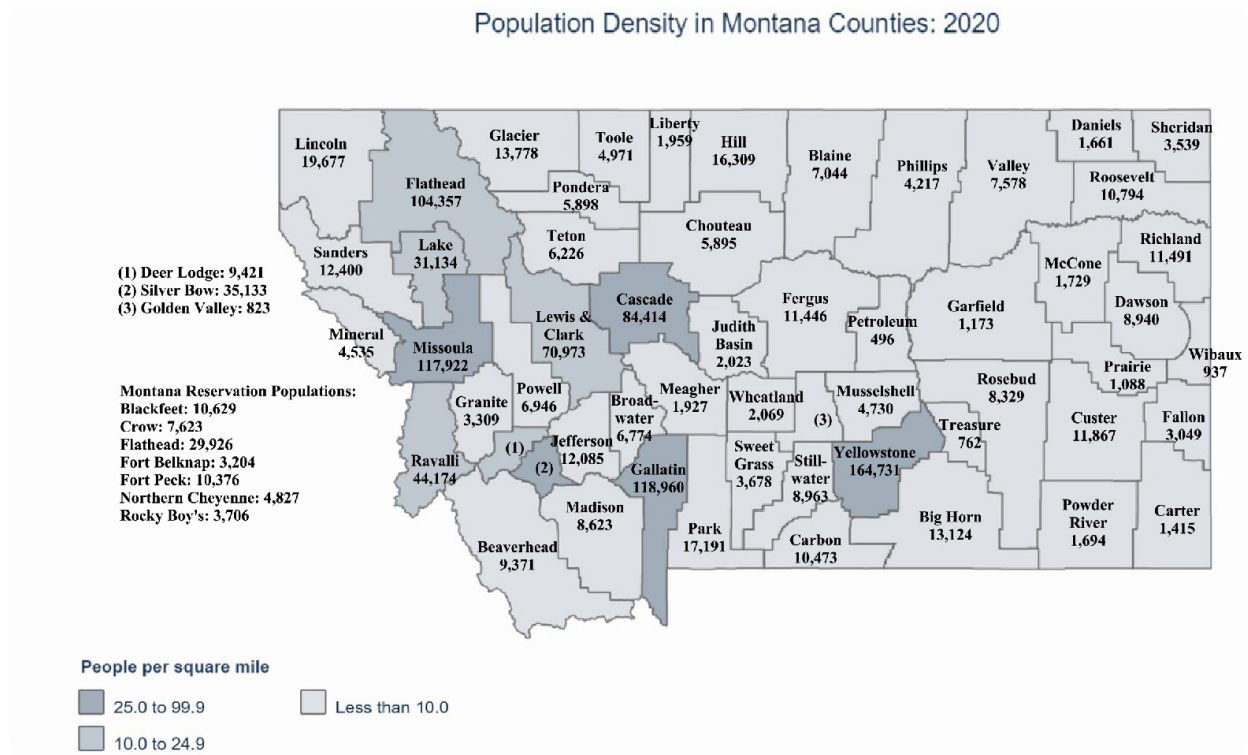 Population Density in Montana Counties: 2020
Lincoln
19,677
Flathead
104,357
Glacier
13,778
Toole
4,971
Liberty
1,959
Hill
16,309
Blaine
7,044
Phillips
4,217
Valley
7,578
Daniels
1,661
Sheridan
3,539
Roosevelt
10,794
Pondera
5,898
Teton
6,226
Chouteau
5,895
Sanders
12,400
Lake
31,134
Richland
11,491
McCone
1,729
(1) Deer Lodge: 9,421
(2) Silver Bow: 35,133
(3) Golden Valley: 823
Mineral
4,535
Missoula
117,922
Lewis &
Clark
70,973
Cascade
84,414
Judith
Basin
2,023
Fergus
11,446
Petroleum
496
Garfield
1,173
Dawson
8,940
Wibaux
937
Prairie
1,088
Montana Reservation Populations:
Blackfeet: 10,629
Crow: 7,623
Flathead: 29,926
Fort Belknap: 3,204
Fort Peck: 10,376
Northern Cheyenne: 4,827
Rocky Boy's: 3,706
Granite
3,309
Powell
6,946
Broad-
water
6,774
Meagher
1,927
Wheatland
2,069
(3)
Musselshell
4,730
Rosebud
8,329
Treasure
762
Custer
11,867
Fallon
3,049
Ravalli
44,174
(1)
(2)
Jefferson
12,085
Gallatin
118,960
Sweet
Grass
3,678
Still-
water
8,963
Yellowstone
164,731
Madison
8,623
Park
17,191
Beaverhead
9,371
Carbon
10,473
Big Horn
13,124
Powder
River
1,694
Carter
1,415
People per square mile
25.0 to 99.9
Less than 10.0
10.0 to 24.9